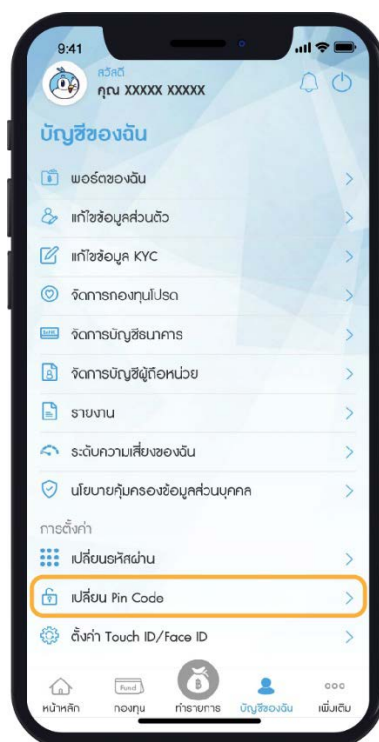 9:41
สวัสดี
คุณ XXXXX XXXXX
บัญชีของฉัน
พอร์ตของฉัน
แก้ไขข้อมูลส่วนตัว
แก้ไขข้อมูล KYC
จัดการกองทุนโปรด
จัดการบัญชีธนาคาร
จัดการบัญชีผู้ถือหน่วย
รายงาน
ระดับความเสี่ยงของฉัน
นโยบายคุ้มครองข้อมูลส่วนบุคคล
การตั้งค่า
เปลี่ยนรหัสผ่าน
เปลี่ยน Pin Code
ตั้งค่า Touch ID/Face ID
Fund
หน้าหลัก กองทุน ทำรายการ บัญชีของฉัน เพิ่มเติม